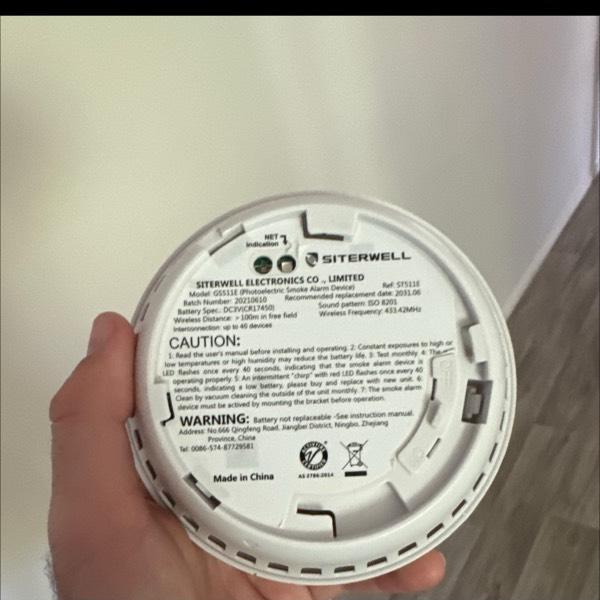 NET
indication
SITERWELL
SITERWELL ELECTRONICS CO ., LIMITED
Model: GS511E (Photoelectric Smoke Alarm Device) Ref: ST511E
Batch Number: 20210610 Recommended replacement date: 2031.06
Battery Spec.: DC3V(CR17450) Sound pattern: ISO 8201
Wireless Distance: >100m in free field Wireless Frequency: 433.42MHz
Interconnection: up to 40 devices
CAUTION:
1. Read the user's manual before installing and operating. 2: Constant exposures to high or
low temperatures or high humidity may reduce the battery life. 3: Test monthly. 4: The
LED flashes once every 40 seconds, indicating that the smoke alarm device is
operating properly. 5: An intermittent "chirp" with red LED flashes once every 40
seconds, indicating a low battery, please buy and replace with new unit. 6:
Clean by vacuum cleaning the outside of the unit monthly. 7: The smoke alarm
device must be actived by mounting the bracket before operation.
WARNING: Battery not replaceable -See instruction manual.
Address: No.666 Qingfeng Road, Jiangbei District, Ningbo, Zhejiang
Province, China
Tel: 0086-574-87729581
Made in China
AS 3786:2014